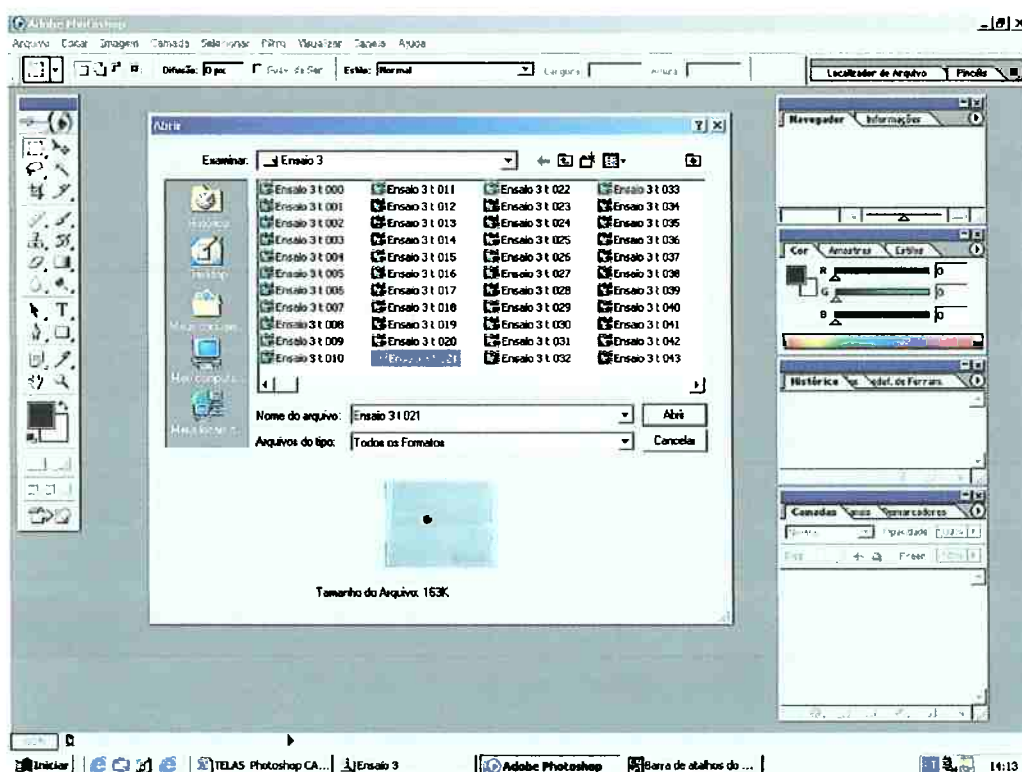 Adobe Photoshop
Arquivo Editar Imagem Camada Selecionar Filtro Visualizar Janela Ajuda
Difusão: 0 pxc Estilo: Normal Largura: Altura:
Localizador de Arquivo Pincéis
Abrir
Examinar: Ensaio 3
Ensaio 3 t 000 Ensaio 3 t 011 Ensaio 3 t 022 Ensaio 3 t 033
Ensaio 3 t 001 Ensaio 3 t 012 Ensaio 3 t 023 Ensaio 3 t 034
Ensaio 3 t 002 Ensaio 3 t 013 Ensaio 3 t 024 Ensaio 3 t 035
Ensaio 3 t 003 Ensaio 3 t 014 Ensaio 3 t 025 Ensaio 3 t 036
Ensaio 3 t 004 Ensaio 3 t 015 Ensaio 3 t 026 Ensaio 3 t 037
Ensaio 3 t 005 Ensaio 3 t 016 Ensaio 3 t 027 Ensaio 3 t 038
Ensaio 3 t 006 Ensaio 3 t 017 Ensaio 3 t 028 Ensaio 3 t 039
Ensaio 3 t 007 Ensaio 3 t 018 Ensaio 3 t 029 Ensaio 3 t 040
Ensaio 3 t 008 Ensaio 3 t 019 Ensaio 3 t 030 Ensaio 3 t 041
Ensaio 3 t 009 Ensaio 3 t 020 Ensaio 3 t 031 Ensaio 3 t 042
Ensaio 3 t 010 Ensaio 3 t 021 Ensaio 3 t 032 Ensaio 3 t 043
Histórico
Desktop
Nome do arquivo: Ensaio 3 t 021 Abrir
Arquivos do tipo: Todos os Formatos Cancelar
Tamanho do Arquivo: 163K
Navegador Informações
Cor Amostras Estilos
R 0
G 0
B 0
Histórico
Camadas Demarcadores
Opacidade:
Iniciar TELAS Photoshop CA... Ensaio 3 Adobe Photoshop Barra de atalhos do ... 14:13